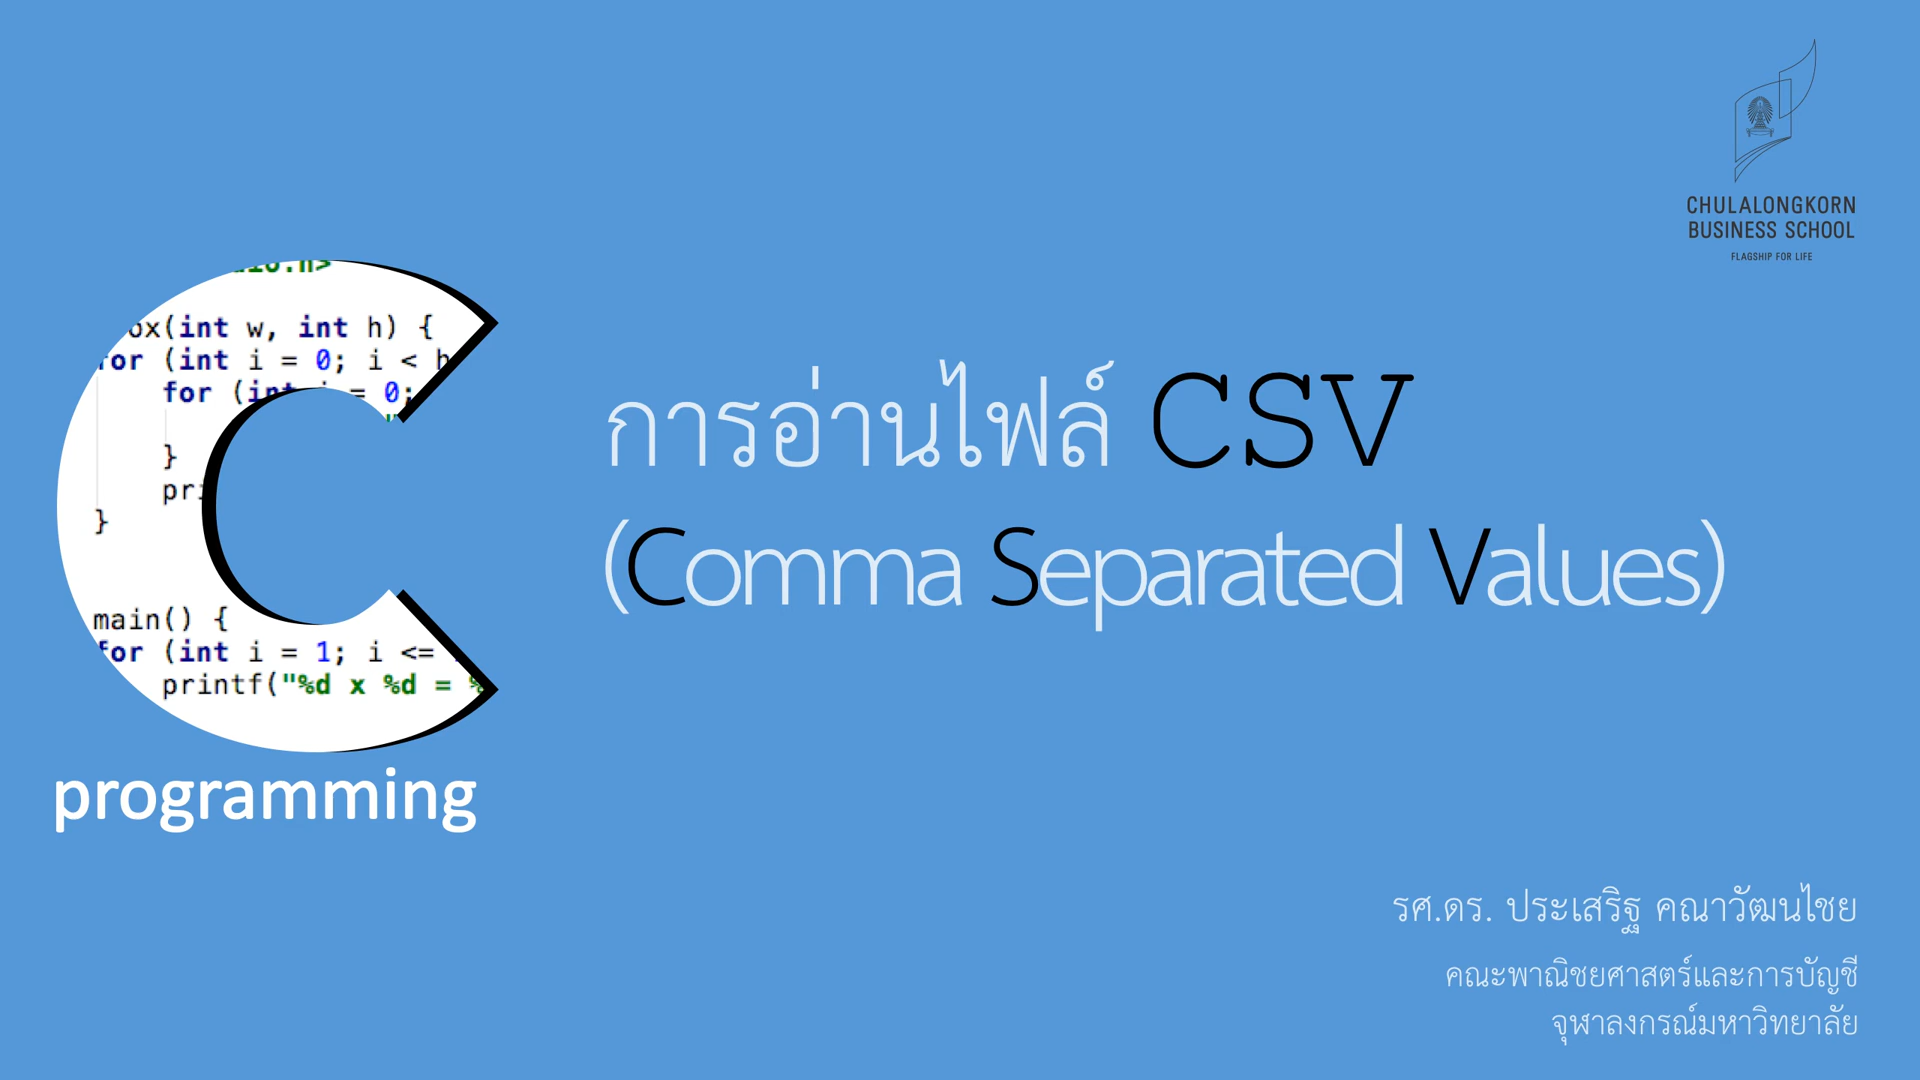 CHULALONGKORN
BUSINESS SCHOOL
FLAGSHIP FOR LIFE
(int w, int h) {
for (int i = 0; i < h
for (int i = 0;
}
}
main() {
for (int i = 1; i <=
printf("%d x %d = %
programming
การอ่านไฟล์ CSV
(Comma Separated Values)
รศ.ดร. ประเสริฐ คณาวัฒนไชย
คณะพาณิชยศาสตร์และการบัญชี
จุฬาลงกรณ์มหาวิทยาลัย